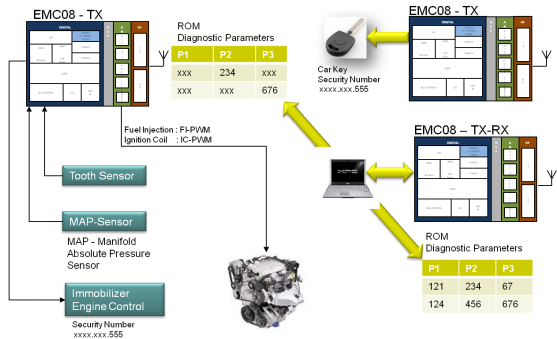 EMC08 - TX
DIGITAL
ROM
Diagnostic Parameters
P1 P2 P3
xxx 234 xxx
xxx xxx 676
Car Key
Security Number
xxxx.xxx.555
EMC08 - TX
DIGITAL
Fuel Injection : FI-PWM
Ignition Coil : IC-PWM
EMC08 – TX-RX
DIGITAL
Tooth Sensor
MAP-Sensor
MAP - Manifold
Absolute Pressure
Sensor
Immobilizer
Engine Control
Security Number
xxxx.xxx.555
ROM
Diagnostic Parameters
P1 P2 P3
121 234 67
124 456 676